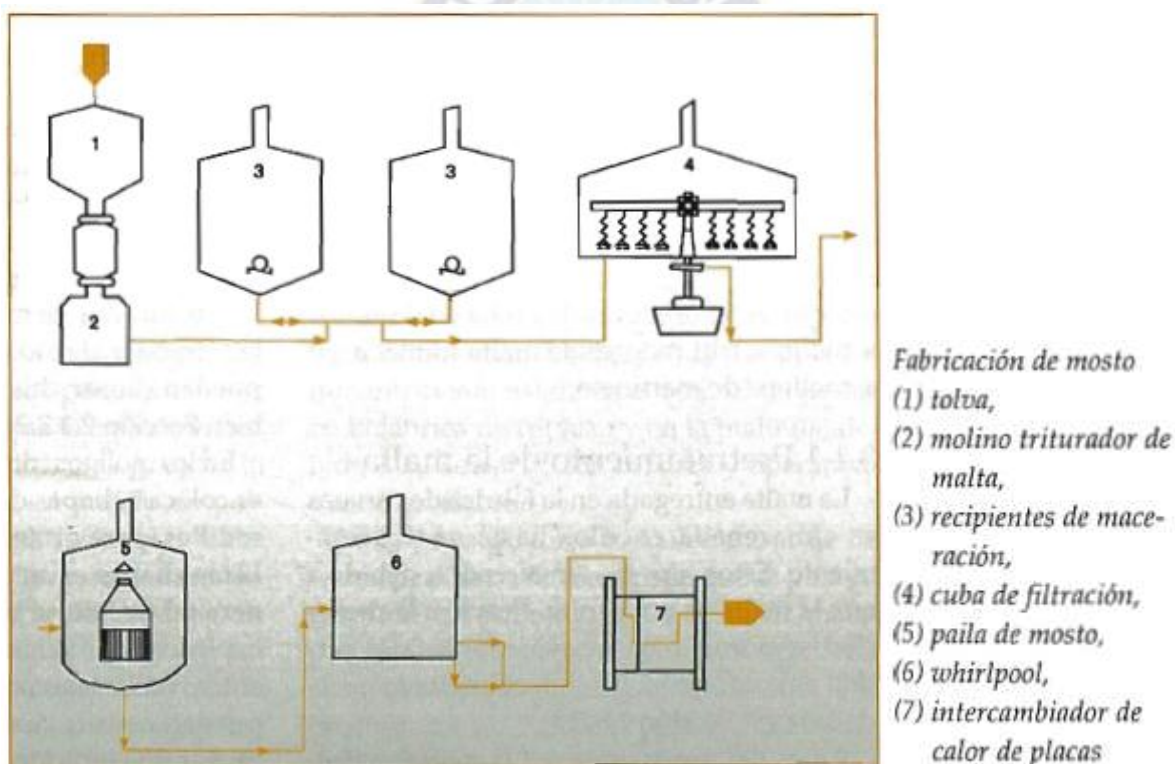 1
3
3
4
2
5
6
7
Fabricación de mosto
(1) tolva,
(2) molino triturador de
malta,
(3) recipientes de mace-
ración,
(4) cuba de filtración,
(5) paila de mosto,
(6) whirlpool,
(7) intercambiador de
calor de placas